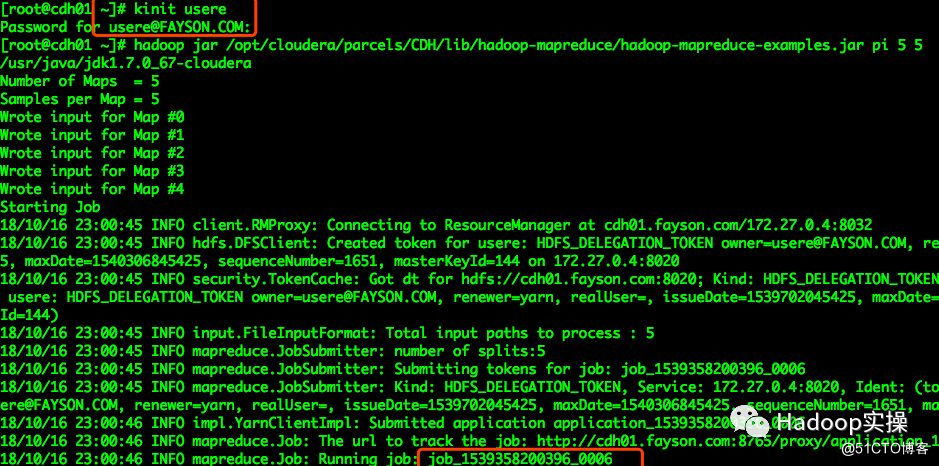 [root@cdh01 ~]# kinit usere
Password for usere@FAYSON.COM:
[root@cdh01 ~]# hadoop jar /opt/cloudera/parcels/CDH/lib/hadoop-mapreduce/hadoop-mapreduce-examples.jar pi 5 5
/usr/java/jdk1.7.0_67-cloudera
Number of Maps  = 5
Samples per Map = 5
Wrote input for Map #0
Wrote input for Map #1
Wrote input for Map #2
Wrote input for Map #3
Wrote input for Map #4
Starting Job
18/10/16 23:00:45 INFO client.RMProxy: Connecting to ResourceManager at cdh01.fayson.com/172.27.0.4:8032
18/10/16 23:00:45 INFO hdfs.DFSClient: Created token for usere: HDFS_DELEGATION_TOKEN owner=usere@FAYSON.COM, re
5, maxDate=1540306845425, sequenceNumber=1651, masterKeyId=144 on 172.27.0.4:8020
18/10/16 23:00:45 INFO security.TokenCache: Got dt for hdfs://cdh01.fayson.com:8020; Kind: HDFS_DELEGATION_TOKEN
usere: HDFS_DELEGATION_TOKEN owner=usere@FAYSON.COM, renewer=yarn, realUser=, issueDate=1539702045425, maxDate=
Id=144)
18/10/16 23:00:45 INFO input.FileInputFormat: Total input paths to process : 5
18/10/16 23:00:45 INFO mapreduce.JobSubmitter: number of splits:5
18/10/16 23:00:45 INFO mapreduce.JobSubmitter: Submitting tokens for job: job_1539358200396_0006
18/10/16 23:00:45 INFO mapreduce.JobSubmitter: Kind: HDFS_DELEGATION_TOKEN, Service: 172.27.0.4:8020, Ident: (to
ere@FAYSON.COM, renewer=yarn, realUser=, issueDate=1539702045425, maxDate=1540306845425, sequenceNumber=1651, ma
18/10/16 23:00:46 INFO impl.YarnClientImpl: Submitted application
18/10/16 23:00:46 INFO mapreduce.Job: The url to track the job: http://cdh01.fayson.com:
18/10/16 23:00:46 INFO mapreduce.Job: Running job: job_1539358200396_0006
Hadoop实操
@51CTO博客